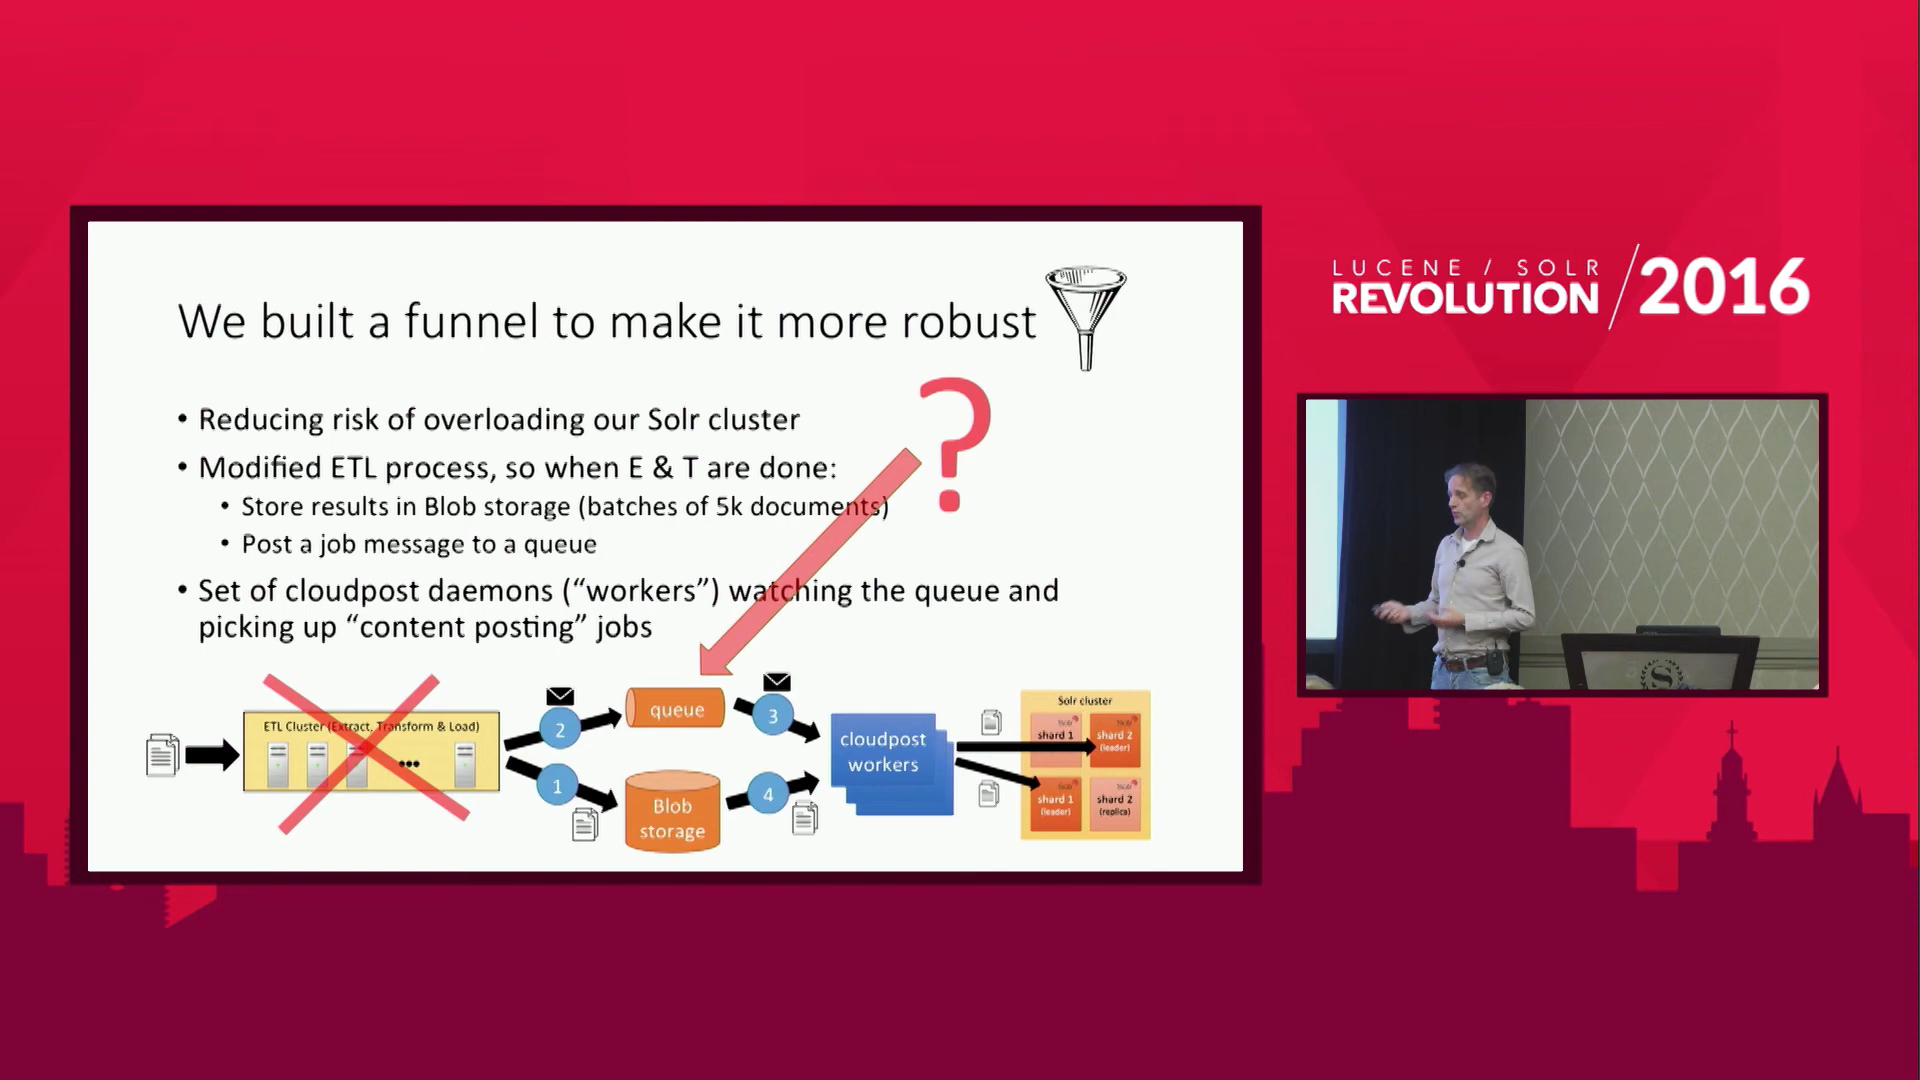 LUCENE / SOLR
REVOLUTION / 2016
We built a funnel to make it more robust
?
• Reducing risk of overloading our Solr cluster
• Modified ETL process, so when E & T are done:
• Store results in Blob storage (batches of 5k documents)
• Post a job message to a queue
• Set of cloudpost daemons (“workers”) watching the queue and
picking up “content posting” jobs
ETL Cluster (Extract, Transform & Load)
2
queue
3
1
Blob
storage
4
cloudpost
workers
Solr cluster
shard 1
shard 2
(leader)
shard 1
(leader)
shard 2
(replica)
S